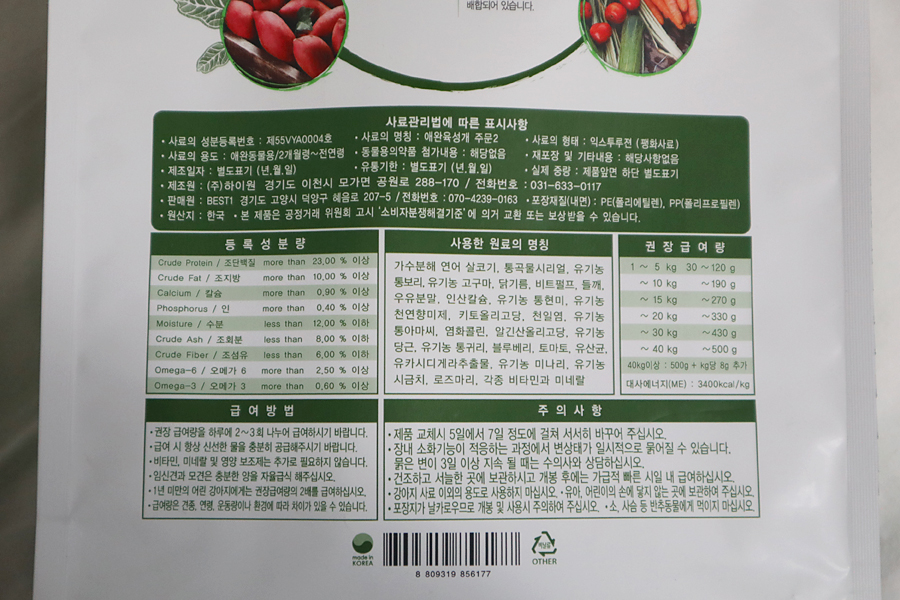 배합되어 있습니다.
사료관리법에 따른 표시사항
• 사료의 성분등록번호 : 제55VYA0004호 • 사료의 명칭 : 애완육성개 주문2 • 사료의 형태 : 익스투루젼 (팽화사료)
• 사료의 용도 : 애완동물용/2개월령~전연령 • 동물용의약품 첨가내용 : 해당없음 • 재포장 및 기타내용 : 해당사항없음
• 제조일자 : 별도표기 (년,월,일) 유통기한 : 별도표기 (년,월,일) • 실제 중량 : 제품앞면 하단 별도표기
• 제조원 : (주)하이원 경기도 이천시 모가면 공원로 288-170 / 전화번호 : 031-633-0117
• 판매원 : BEST1 경기도 고양시 덕양구 혜음로 207-5 / 전화번호 : 070-4239-0163 • 포장재질(내면) : PE(폴리에틸렌), PP(폴리프로필렌)
• 원산지 : 한국 • 본 제품은 공정거래 위원회 고시 '소비자분쟁해결기준'에 의거 교환 또는 보상받을 수 있습니다.
등록성분량
Crude Protein / 조단백질 more than 23,00 % 이상
Crude Fat / 조지방 more than 10,00 % 이상
Calcium / 칼슘 more than 0,90 % 이상
Phosphorus / 인 more than 0,40 % 이상
Moisture / 수분 less than 12,00 % 이하
Crude Ash / 조회분 less than 8,00 % 이하
Crude Fiber / 조섬유 less than 6,00 % 이하
Omega-6 / 오메가 6 more than 2,50 % 이상
Omega-3 / 오메가 3 more than 0,60 % 이상
사용한 원료의 명칭
가수분해 연어 살코기, 통곡물시리얼, 유기농
통보리, 유기농 고구마, 닭기름, 비트펄프, 들깨,
우유분말, 인산칼슘, 유기농 통현미, 유기농
천연향미제, 키토올리고당, 천일염, 유기농
통아마씨, 염화콜린, 알긴산올리고당, 유기농
당근, 유기농 통귀리, 블루베리, 토마토, 유산균,
유카시디게라추출물, 유기농 미나리, 유기농
시금치, 로즈마리, 각종 비타민과 미네랄
권장급여량
1 ~ 5 kg 30 ~120 g
~ 10 kg ~190 g
~ 15 kg ~270 g
~ 20 kg ~330 g
~ 30 kg ~430 g
~ 40 kg ~500 g
40kg이상 : 500g + kg당 8g 추가
대사에너지(ME) : 3400kcal/kg
급여방법
• 권장 급여량을 하루에 2~3회 나누어 급여하시기 바랍니다.
• 급여 시 항상 신선한 물을 충분히 공급해주시기 바랍니다.
• 비타민, 미네랄 및 영양 보조제는 추가로 필요하지 않습니다.
• 임신견과 모견은 충분한 양을 자율급식 해주십시오.
• 1년 미만의 어린 강아지에게는 권장급여량의 2배를 급여하십시오.
• 급여량은 견종, 연령, 운동량이나 환경에 따라 차이가 있을 수 있습니다.
주의사항
• 제품 교체시 5일에서 7일 정도에 걸쳐 서서히 바꾸어 주십시오.
• 장내 소화기능이 적응하는 과정에서 변상태가 일시적으로 묽어질 수 있습니다.
묽은 변이 3일 이상 지속 될 때는 수의사와 상담하십시오.
• 건조하고 서늘한 곳에 보관하시고 개봉 후에는 가급적 빠른 시일 내 급여하십시오.
• 강아지 사료 이외의 용도로 사용하지 마십시오. • 유아, 어린이의 손에 닿지 않는 곳에 보관하여 주십시오.
• 포장지가 날카로우므로 개봉 및 사용시 주의하여 주십시오. • 소, 사슴 등 반추동물에게 먹이지 마십시오.
made in
KOREA
8 809319 856177
비닐류
OTHER